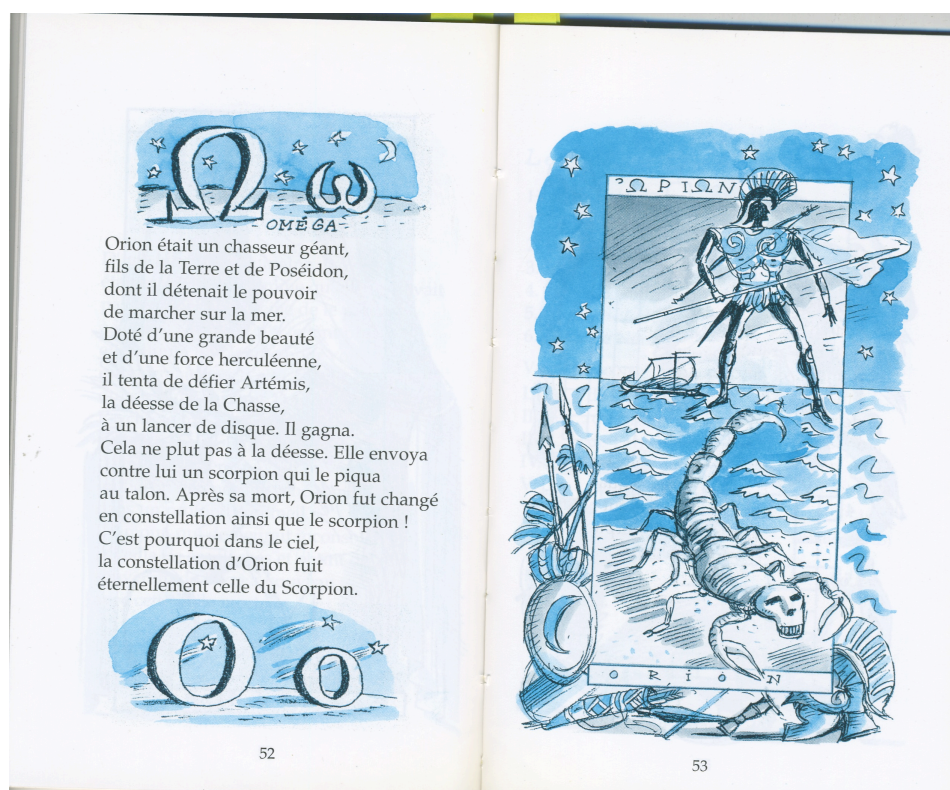 Ω ω
OMÉGA
Orion était un chasseur géant,
fils de la Terre et de Poséidon,
dont il détenait le pouvoir
de marcher sur la mer.
Doté d'une grande beauté
et d'une force herculéenne,
il tenta de défier Artémis,
la déesse de la Chasse,
à un lancer de disque. Il gagna.
Cela ne plut pas à la déesse. Elle envoya
contre lui un scorpion qui le piqua
au talon. Après sa mort, Orion fut changé
en constellation ainsi que le scorpion !
C'est pourquoi dans le ciel,
la constellation d'Orion fuit
éternellement celle du Scorpion.
O o
52
ὨΡΙΩΝ
ORION
53